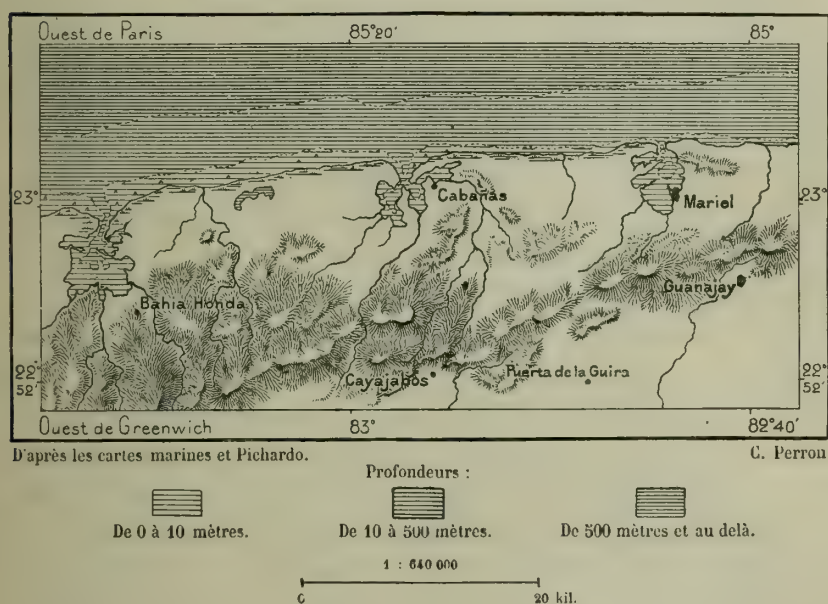 Ouest de Paris 85°20' 85°
23° Cabañas Mariel 23°
Bahia Honda Guanajay
22° 52' Cayajabos Puerta de la Guira 22° 52'
Ouest de Greenwich 83° 82°40'
D'après les cartes marines et Pichardo. C. Perron
Profondeurs :
De 0 à 10 mètres. De 10 à 500 mètres. De 500 mètres et au delà.
1 : 640 000
0 20 kil.